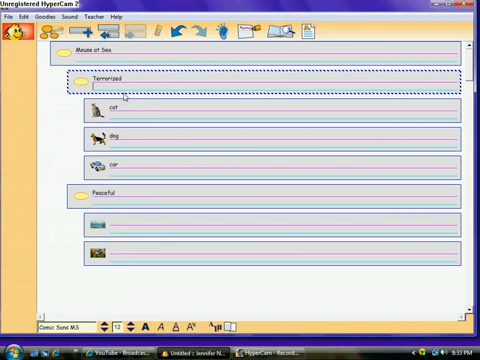 Unregistered HyperCam 2
File Edit Goodies Sound Teacher Help
Mouse at Sea
Terrorized
cat
dog
car
Peaceful
Comic Sans MS 12 A A A
YouTube - Broadcas... Untitled :: Jennifer N... HyperCam - Record... 8:33 PM